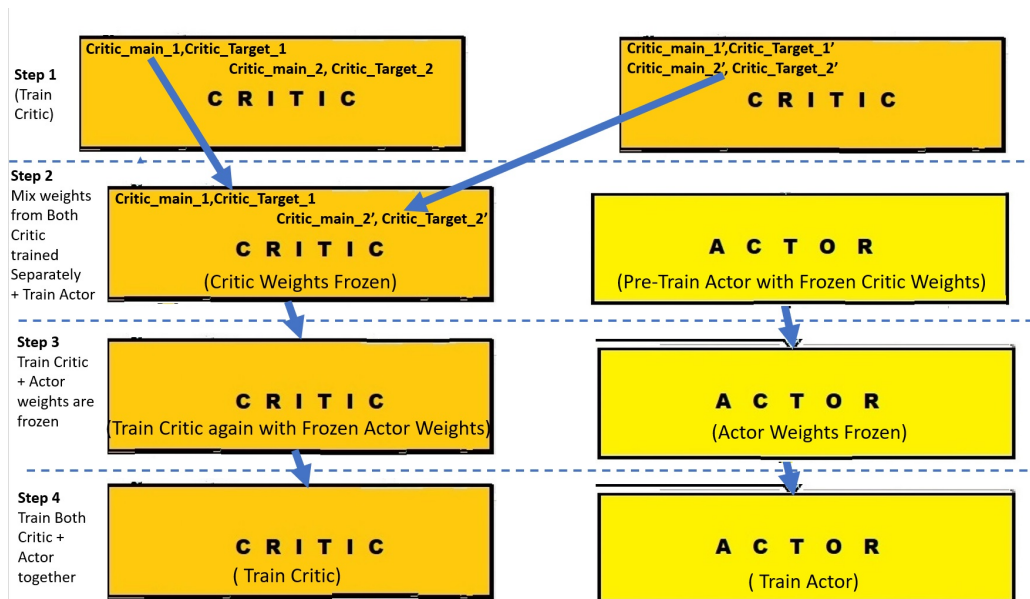 Step 1
(Train
Critic)
Critic_main_1,Critic_Target_1
Critic_main_2, Critic_Target_2
C R I T I C
Critic_main_1’,Critic_Target_1’
Critic_main_2’, Critic_Target_2’
C R I T I C
Step 2
Mix weights
from Both
Critic
trained
Separately
+ Train Actor
Critic_main_1,Critic_Target_1
Critic_main_2’, Critic_Target_2’
C R I T I C
(Critic Weights Frozen)
A C T O R
(Pre-Train Actor with Frozen Critic Weights)
Step 3
Train Critic
+ Actor
weights are
frozen
C R I T I C
(Train Critic again with Frozen Actor Weights)
A C T O R
(Actor Weights Frozen)
Step 4
Train Both
Critic +
Actor
together
C R I T I C
( Train Critic)
A C T O R
( Train Actor)